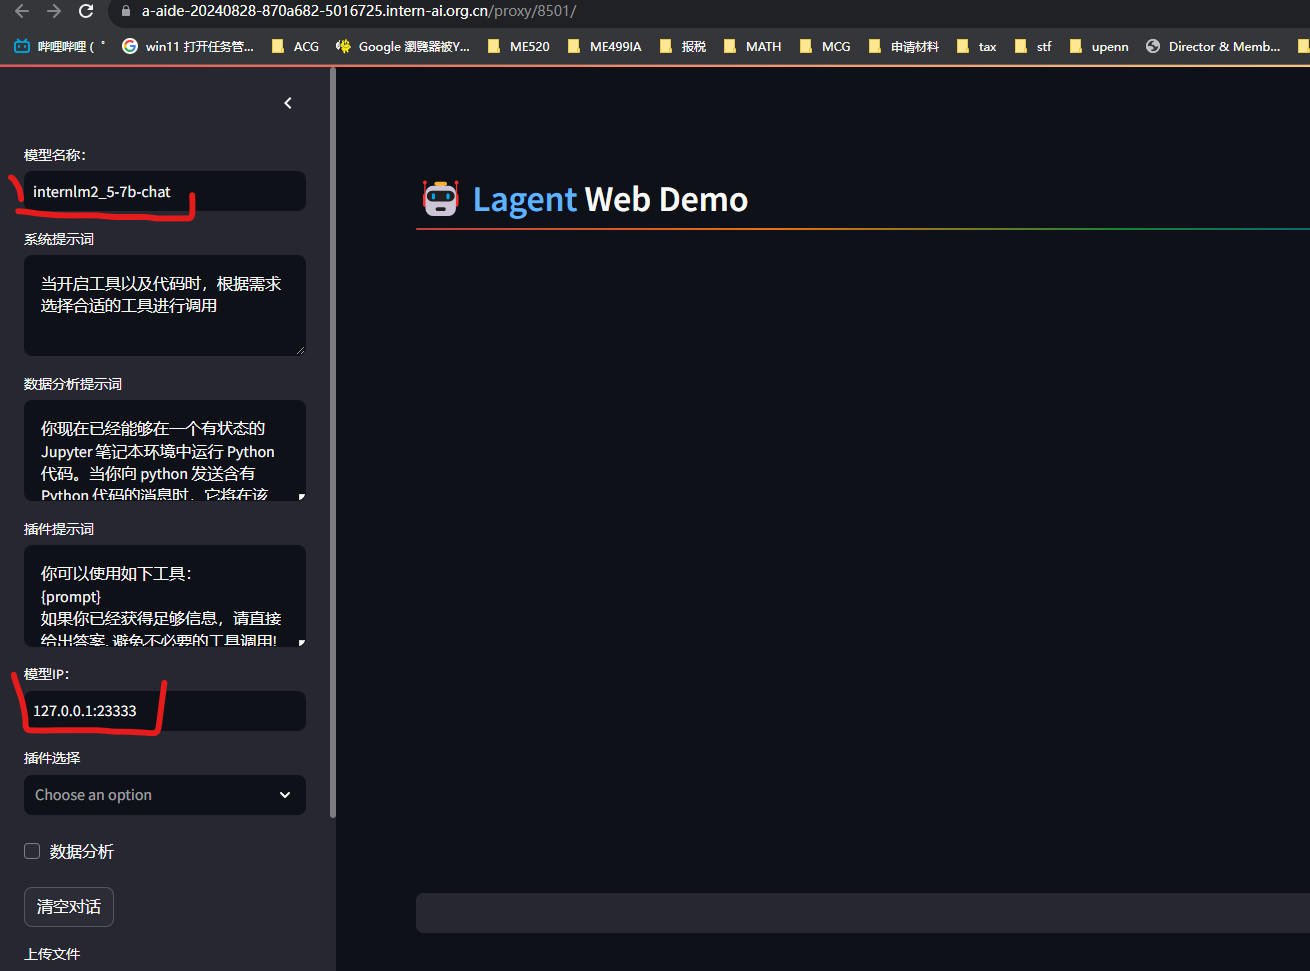 a-aide-20240828-870a682-5016725.intern-ai.org.cn/proxy/8501/
哔哩哔哩 ( ゜ win11 打开任务管... ACG Google 瀏覽器被Y... ME520 ME499IA 报税 MATH MCG 申请材料 tax stf upenn Director & Memb...
模型名称：
internlm2_5-7b-chat
系统提示词
当开启工具以及代码时，根据需求
选择合适的工具进行调用
数据分析提示词
你现在已经能够在一个有状态的
Jupyter 笔记本环境中运行 Python
代码。当你向 python 发送含有
Python 代码的消息时，它将在该
插件提示词
你可以使用如下工具：
{prompt}
如果你已经获得足够信息，请直接
给出答案. 避免不必要的工具调用!
模型IP：
127.0.0.1:23333
插件选择
Choose an option
数据分析
清空对话
上传文件
Lagent Web Demo